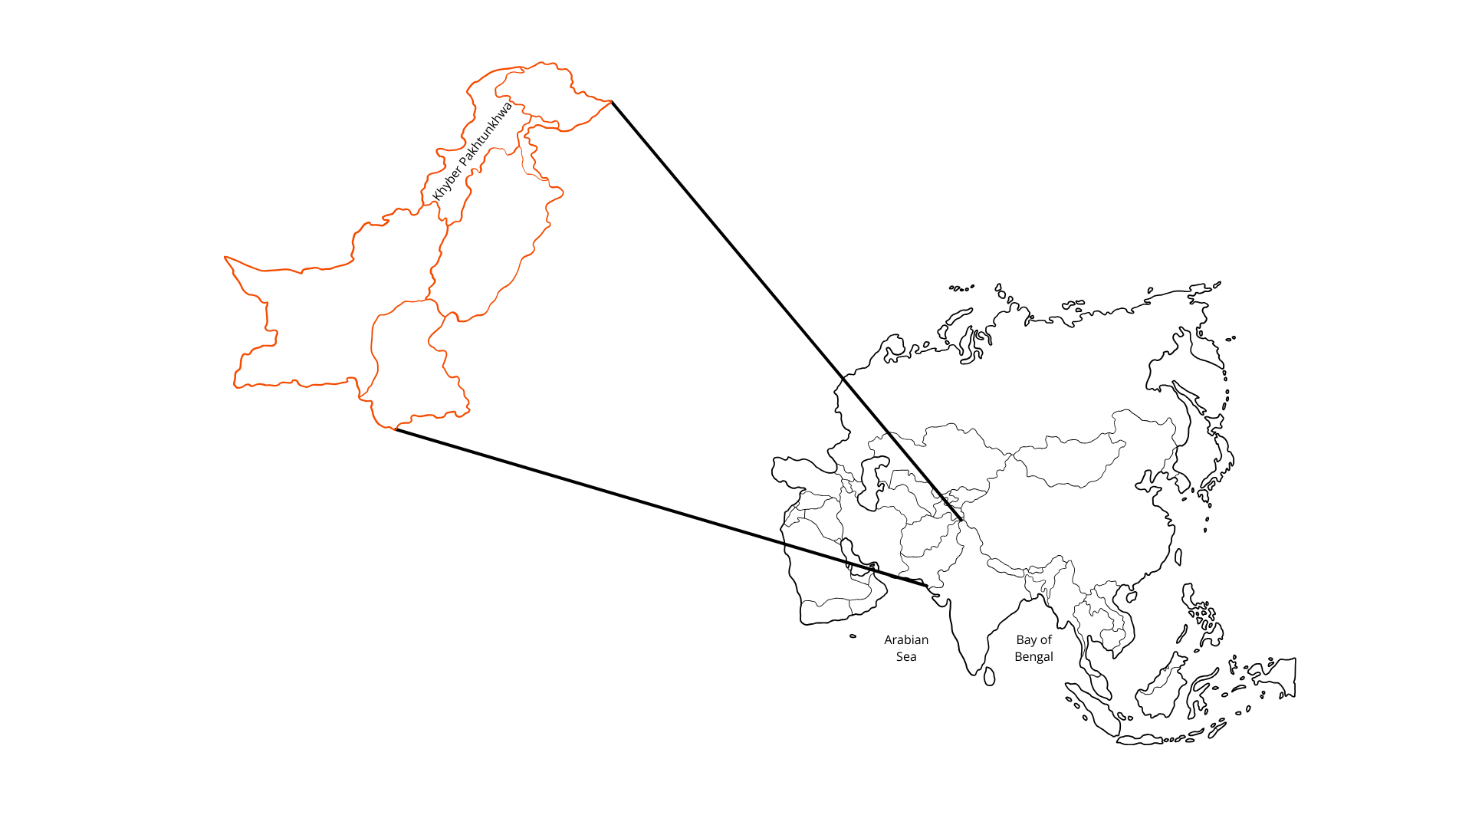 Khyber Pakhtunkhwa
Arabian
Sea
Bay of
Bengal